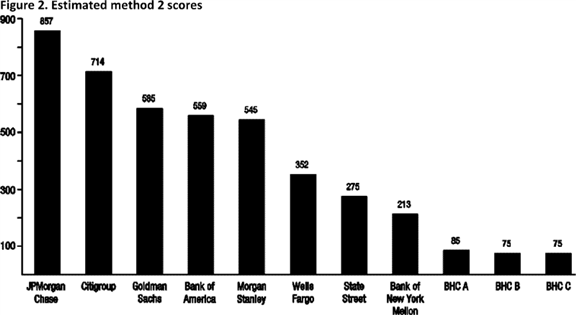 Figure 2. Estimated method 2 scores
900
700
500
300
100
857
714
585
559
545
352
275
213
85
75
75
JPMorgan
Chase
Citigroup
Goldman
Sachs
Bank of
America
Morgan
Stanley
Wells
Fargo
State
Street
Bank of
New York
Mellon
BHC A
BHC B
BHC C